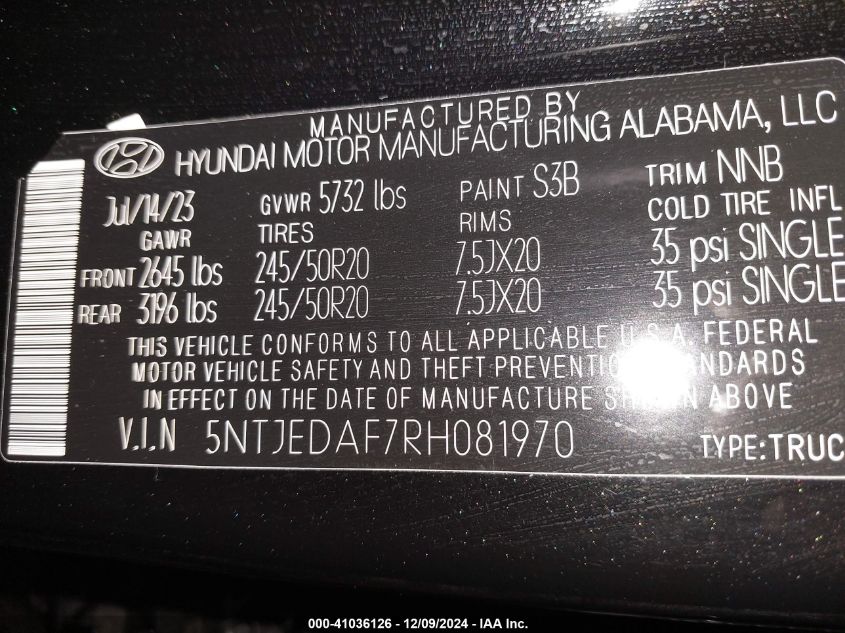 MANUFACTURED BY
HYUNDAI MOTOR MANUFACTURING ALABAMA, LLC
Jul/14/23 GVWR 5732 lbs PAINT S3B TRIM NNB
GAWR TIRES RIMS COLD TIRE INFL
FRONT 2645 lbs 245/50R20 7.5JX20 35 psi SINGLE
REAR 3196 lbs 245/50R20 7.5JX20 35 psi SINGLE
THIS VEHICLE CONFORMS TO ALL APPLICABLE U.S.A. FEDERAL
MOTOR VEHICLE SAFETY AND THEFT PREVENTION STANDARDS
IN EFFECT ON THE DATE OF MANUFACTURE SHOWN ABOVE
V.I.N 5NTJEDAF7RH081970 TYPE:TRUC
000-41036126 - 12/09/2024 - IAA Inc.